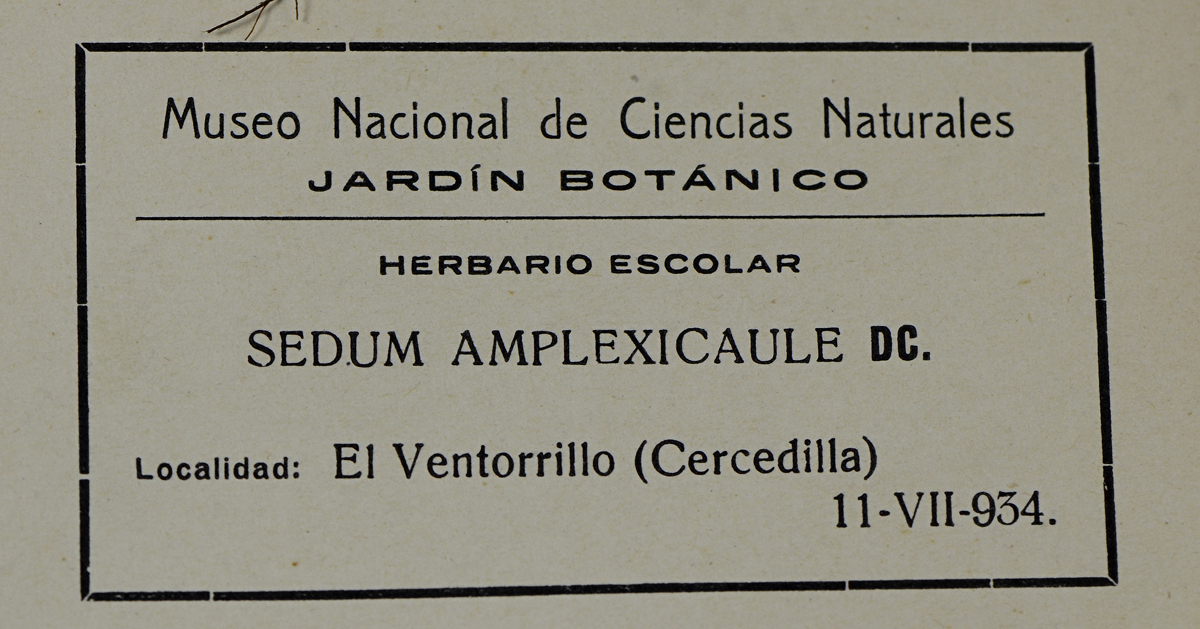 Museo Nacional de Ciencias Naturales
JARDÍN BOTÁNICO
HERBARIO ESCOLAR
SEDUM AMPLEXICAULE DC.
Localidad: El Ventorrillo (Cercedilla)
11-VII-934.